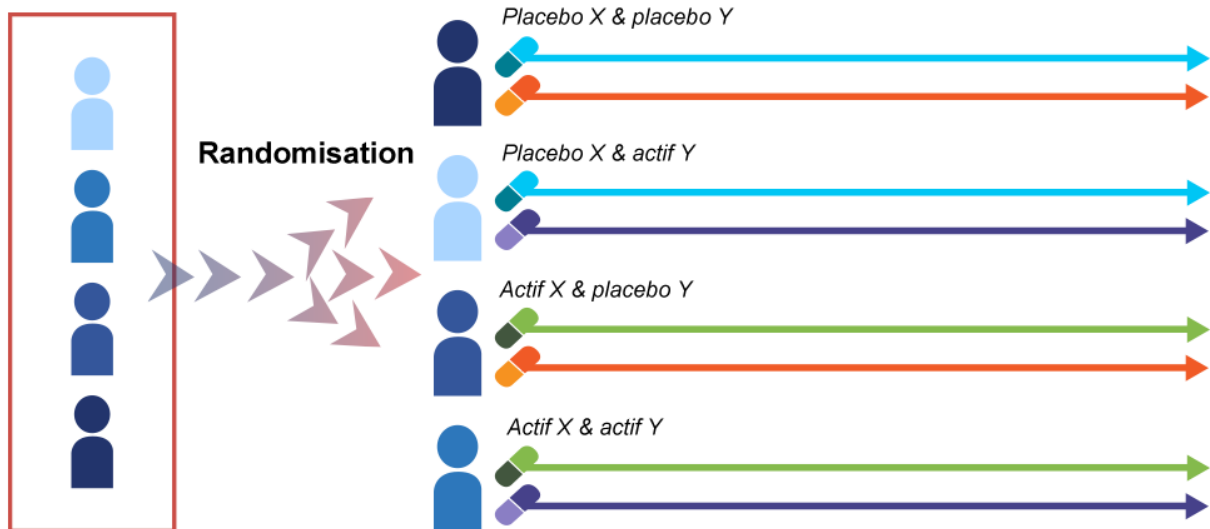 Placebo X & placebo Y
Randomisation
Placebo X & actif Y
Actif X & placebo Y
Actif X & actif Y